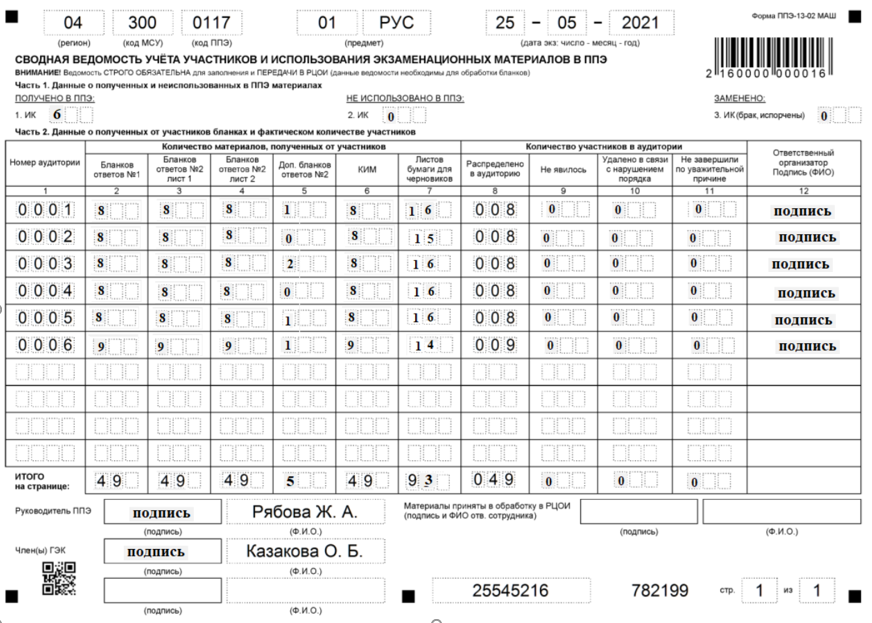 04 300 0117 01 РУС 25 – 05 – 2021 Форма ППЭ-13-02 МАШ
(регион) (код МСУ) (код ППЭ) (предмет) (дата экз: число - месяц - год)
СВОДНАЯ ВЕДОМОСТЬ УЧЁТА УЧАСТНИКОВ И ИСПОЛЬЗОВАНИЯ ЭКЗАМЕНАЦИОННЫХ МАТЕРИАЛОВ В ППЭ
ВНИМАНИЕ! Ведомость СТРОГО ОБЯЗАТЕЛЬНА для заполнения и ПЕРЕДАЧИ В РЦОИ (данные ведомости необходимы для обработки бланков)
2 160000 000016
Часть 1. Данные о полученных и неиспользованных в ППЭ материалах
ПОЛУЧЕНО В ППЭ: НЕ ИСПОЛЬЗОВАНО В ППЭ: ЗАМЕНЕНО:
1. ИК 6 2. ИК 0 3. ИК (брак, испорчены) 0
Часть 2. Данные о полученных от участников бланках и фактическом количестве участников
Номер аудитории
Количество материалов, полученных от участников
Количество участников в аудитории
Ответственный организатор Подпись (ФИО)
Бланков ответов №1
Бланков ответов №2 лист 1
Бланков ответов №2 лист 2
Доп. бланков ответов №2
КИМ
Листов бумаги для черновиков
Распределено в аудиторию
Не явилось
Удалено в связи с нарушением порядка
Не завершили по уважительной причине
1 2 3 4 5 6 7 8 9 10 11 12
0001 8 8 8 1 8 16 008 0 0 0 подпись
0002 8 8 8 0 8 15 008 0 0 0 подпись
0003 8 8 8 2 8 16 008 0 0 0 подпись
0004 8 8 8 0 8 16 008 0 0 0 подпись
0005 8 8 8 1 8 16 008 0 0 0 подпись
0006 9 9 9 1 9 14 009 0 0 0 подпись
ИТОГО на странице: 49 49 49 5 49 93 049 0 0 0
Руководитель ППЭ подпись Рябова Ж. А. Материалы приняты в обработку в РЦОИ (подпись и ФИО отв. сотрудника)
(подпись) (Ф.И.О.) (подпись) (Ф.И.О.)
Член(ы) ГЭК подпись Казакова О. Б.
(подпись) (Ф.И.О.)
25545216 782199 стр. 1 из 1
(подпись) (Ф.И.О.)